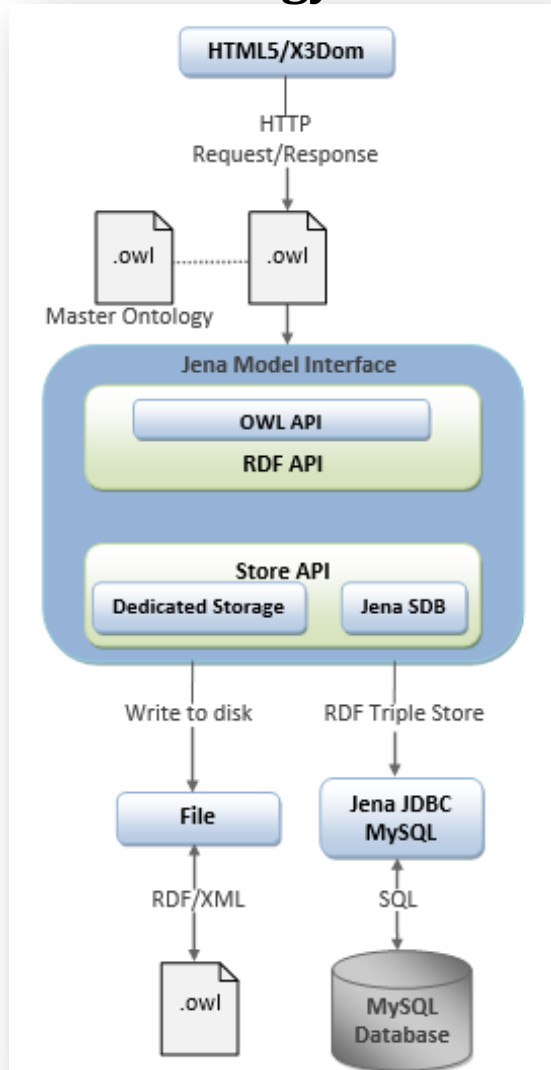 gy
HTML5/X3Dom
HTTP
Request/Response
.owl
.owl
Master Ontology
Jena Model Interface
OWL API
RDF API
Store API
Dedicated Storage
Jena SDB
Write to disk
RDF Triple Store
File
Jena JDBC
MySQL
RDF/XML
SQL
.owl
MySQL
Database